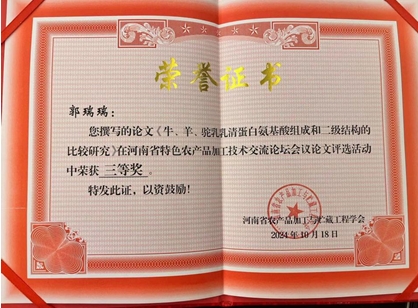 荣誉证书
郭瑞瑞：
您撰写的论文《牛、羊、驼乳乳清蛋白氨基酸组成和二级结构的
比较研究》在河南省特色农产品加工技术交流论坛会议论文评选活动
中荣获 三等奖 。
特发此证，以资鼓励！
河南省农产品加工与贮藏工程学会
2024年10月18日